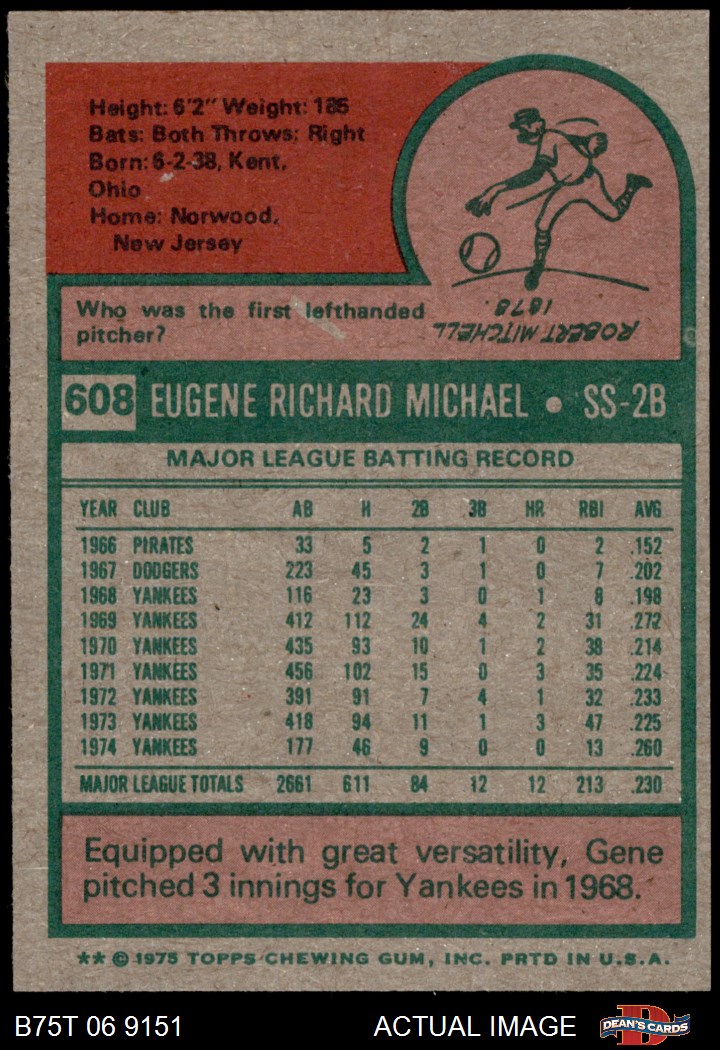 Height: 6'2" Weight: 185
Bats: Both Throws: Right
Born: 6-2-38, Kent,
Ohio
Home: Norwood,
New Jersey
Who was the first lefthanded
pitcher?
ROBERT MITCHELL
1878.
608 EUGENE RICHARD MICHAEL • SS-2B
MAJOR LEAGUE BATTING RECORD
YEAR CLUB AB H 2B 3B HR RBI AVG
1966 PIRATES 33 5 2 1 0 2 .152
1967 DODGERS 223 45 3 1 0 7 .202
1968 YANKEES 116 23 3 0 1 8 .198
1969 YANKEES 412 112 24 4 2 31 .272
1970 YANKEES 435 93 10 1 2 38 .214
1971 YANKEES 456 102 15 0 3 35 .224
1972 YANKEES 391 91 7 4 1 32 .233
1973 YANKEES 418 94 11 1 3 47 .225
1974 YANKEES 177 46 9 0 0 13 .260
MAJOR LEAGUE TOTALS 2661 611 84 12 12 213 .230
Equipped with great versatility, Gene
pitched 3 innings for Yankees in 1968.
** © 1975 TOPPS CHEWING GUM, INC. PRTD IN U.S.A.
B75T 06 9151 ACTUAL IMAGE DEAN'S CARDS